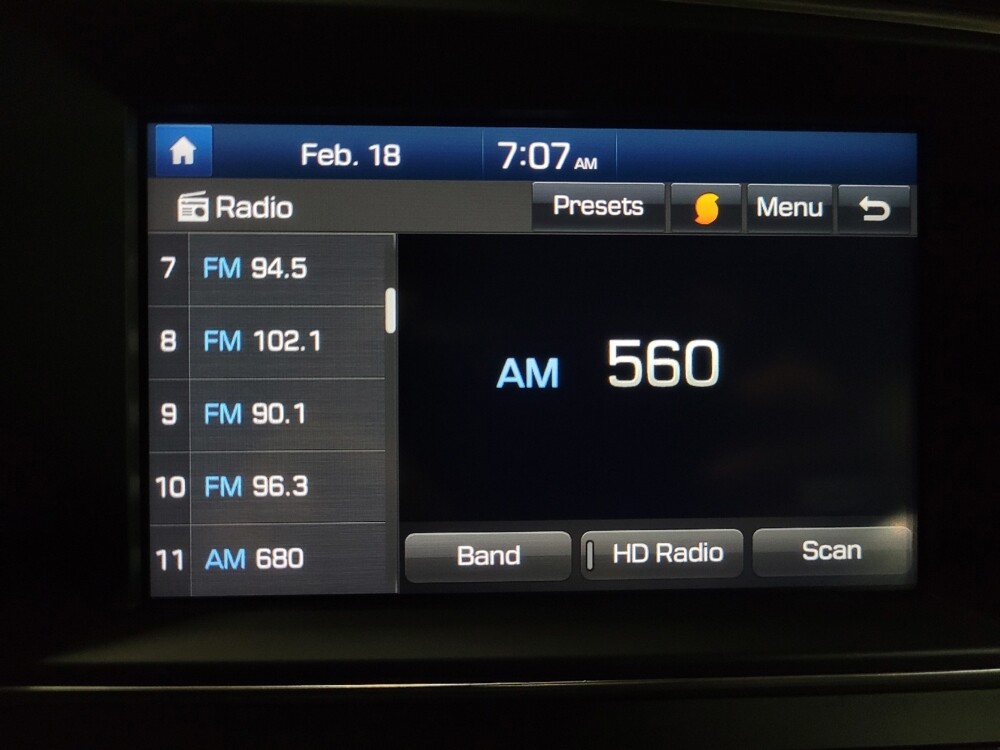 Feb. 18 7:07 AM
Radio Presets Menu
7 FM 94.5
8 FM 102.1
9 FM 90.1
10 FM 96.3
11 AM 680
AM 560
Band HD Radio Scan